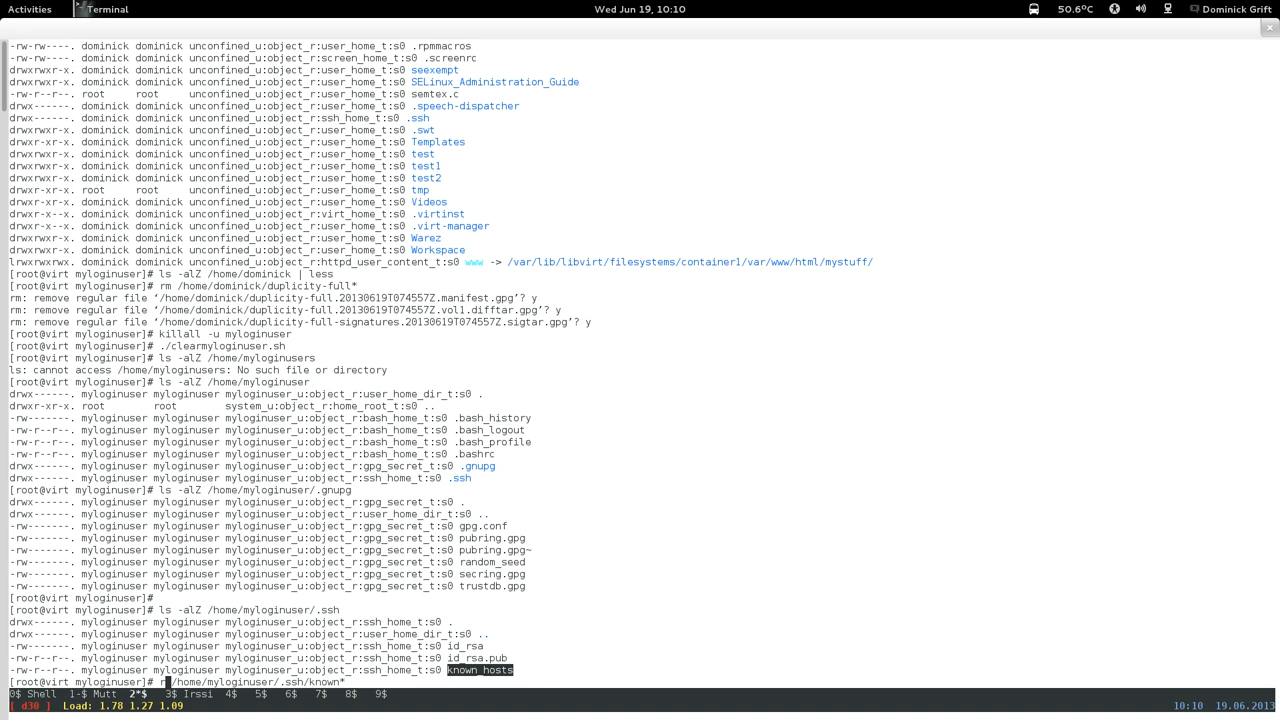 Activities Terminal Wed Jun 19, 10:10 50.6°C Dominick Grift
-rw-rw----. dominick dominick unconfined_u:object_r:user_home_t:s0 .rpmmacros
-rw-rw-r--. dominick dominick unconfined_u:object_r:screen_home_t:s0 .screenrc
drwxrwxr-x. dominick dominick unconfined_u:object_r:user_home_t:s0 seexempt
drwxrwxr-x. dominick dominick unconfined_u:object_r:user_home_t:s0 SELinux_Administration_Guide
-rw-r--r--. root     root     unconfined_u:object_r:user_home_t:s0 semtex.c
drwx------. dominick dominick unconfined_u:object_r:user_home_t:s0 .speech-dispatcher
drwx------. dominick dominick unconfined_u:object_r:ssh_home_t:s0 .ssh
drwxrwxr-x. dominick dominick unconfined_u:object_r:user_home_t:s0 .swt
drwxr-xr-x. dominick dominick unconfined_u:object_r:user_home_t:s0 Templates
drwxrwxr-x. dominick dominick unconfined_u:object_r:user_home_t:s0 test
drwxrwxr-x. dominick dominick unconfined_u:object_r:user_home_t:s0 test1
drwxrwxr-x. dominick dominick unconfined_u:object_r:user_home_t:s0 test2
drwxr-xr-x. root     root     unconfined_u:object_r:user_home_t:s0 tmp
drwxr-xr-x. dominick dominick unconfined_u:object_r:user_home_t:s0 Videos
drwxr-x--x. dominick dominick unconfined_u:object_r:virt_home_t:s0 .virtinst
drwxr-xr-x. dominick dominick unconfined_u:object_r:user_home_t:s0 .virt-manager
drwxrwxr-x. dominick dominick unconfined_u:object_r:user_home_t:s0 Warez
drwxrwxr-x. dominick dominick unconfined_u:object_r:user_home_t:s0 Workspace
lrwxrwxrwx. dominick dominick unconfined_u:object_r:httpd_user_content_t:s0 www -> /var/lib/libvirt/filesystems/container1/var/www/html/mystuff/
[root@virt myloginuser]# ls -alZ /home/dominick | less
[root@virt myloginuser]# rm /home/dominick/duplicity-full*
rm: remove regular file ‘/home/dominick/duplicity-full.20130619T074557Z.manifest.gpg’? y
rm: remove regular file ‘/home/dominick/duplicity-full.20130619T074557Z.vol1.difftar.gpg’? y
rm: remove regular file ‘/home/dominick/duplicity-full-signatures.20130619T074557Z.sigtar.gpg’? y
[root@virt myloginuser]# killall -u myloginuser
[root@virt myloginuser]# ./clearmyloginuser.sh
[root@virt myloginuser]# ls -alZ /home/myloginusers
ls: cannot access /home/myloginusers: No such file or directory
[root@virt myloginuser]# ls -alZ /home/myloginuser
drwx------. myloginuser myloginuser myloginuser_u:object_r:user_home_dir_t:s0 .
drwxr-xr-x. root        root        system_u:object_r:home_root_t:s0 ..
-rw-------. myloginuser myloginuser myloginuser_u:object_r:bash_home_t:s0 .bash_history
-rw-r--r--. myloginuser myloginuser myloginuser_u:object_r:bash_home_t:s0 .bash_logout
-rw-r--r--. myloginuser myloginuser myloginuser_u:object_r:bash_home_t:s0 .bash_profile
-rw-r--r--. myloginuser myloginuser myloginuser_u:object_r:bash_home_t:s0 .bashrc
drwx------. myloginuser myloginuser myloginuser_u:object_r:gpg_secret_t:s0 .gnupg
drwx------. myloginuser myloginuser myloginuser_u:object_r:ssh_home_t:s0 .ssh
[root@virt myloginuser]# ls -alZ /home/myloginuser/.gnupg
drwx------. myloginuser myloginuser myloginuser_u:object_r:gpg_secret_t:s0 .
drwx------. myloginuser myloginuser myloginuser_u:object_r:user_home_dir_t:s0 ..
-rw-------. myloginuser myloginuser myloginuser_u:object_r:gpg_secret_t:s0 gpg.conf
-rw-------. myloginuser myloginuser myloginuser_u:object_r:gpg_secret_t:s0 pubring.gpg
-rw-------. myloginuser myloginuser myloginuser_u:object_r:gpg_secret_t:s0 pubring.gpg~
-rw-------. myloginuser myloginuser myloginuser_u:object_r:gpg_secret_t:s0 random_seed
-rw-------. myloginuser myloginuser myloginuser_u:object_r:gpg_secret_t:s0 secring.gpg
-rw-------. myloginuser myloginuser myloginuser_u:object_r:gpg_secret_t:s0 trustdb.gpg
[root@virt myloginuser]#
[root@virt myloginuser]# ls -alZ /home/myloginuser/.ssh
drwx------. myloginuser myloginuser myloginuser_u:object_r:ssh_home_t:s0 .
drwx------. myloginuser myloginuser myloginuser_u:object_r:user_home_dir_t:s0 ..
-rw-------. myloginuser myloginuser myloginuser_u:object_r:ssh_home_t:s0 id_rsa
-rw-r--r--. myloginuser myloginuser myloginuser_u:object_r:ssh_home_t:s0 id_rsa.pub
-rw-r--r--. myloginuser myloginuser myloginuser_u:object_r:ssh_home_t:s0 known_hosts
[root@virt myloginuser]# r /home/myloginuser/.ssh/known*
0$ Shell  1-$ Mutt  2*$  3$ Irssi  4$  5$  6$  7$  8$  9$
[ d30 ] Load: 1.78 1.27 1.09 10:10 19.06.2013